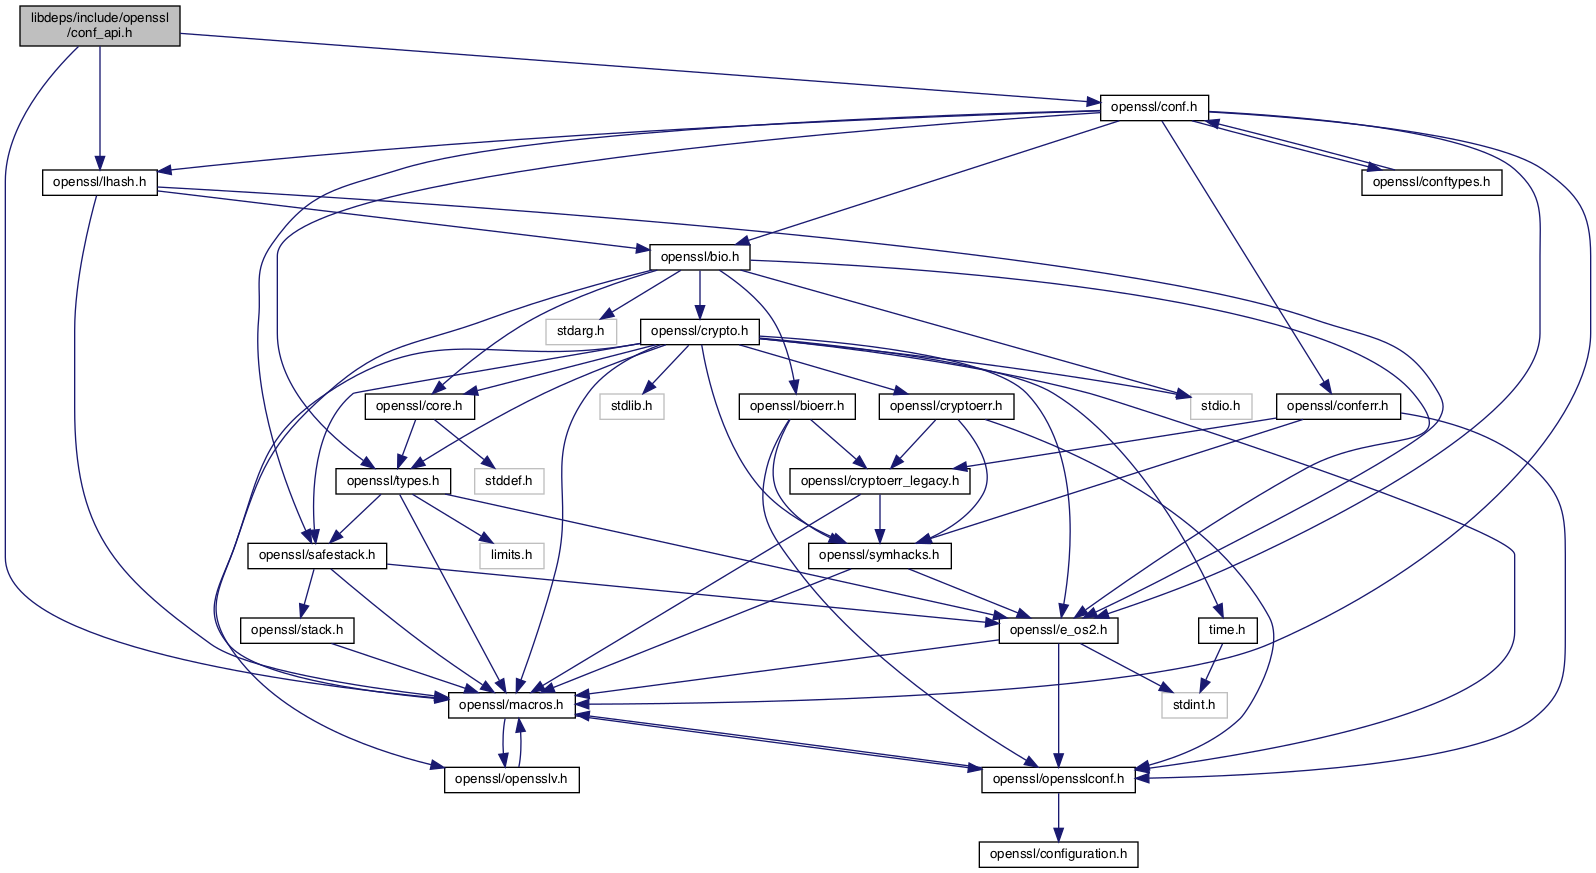 libdeps/include/openssl
/conf_api.h
openssl/conf.h
openssl/lhash.h
openssl/conftypes.h
openssl/bio.h
stdarg.h
openssl/crypto.h
openssl/core.h
stdlib.h
openssl/bioerr.h
openssl/cryptoerr.h
stdio.h
openssl/conferr.h
openssl/types.h
stddef.h
openssl/cryptoerr_legacy.h
openssl/safestack.h
limits.h
openssl/symhacks.h
openssl/stack.h
openssl/e_os2.h
time.h
openssl/macros.h
stdint.h
openssl/opensslv.h
openssl/opensslconf.h
openssl/configuration.h